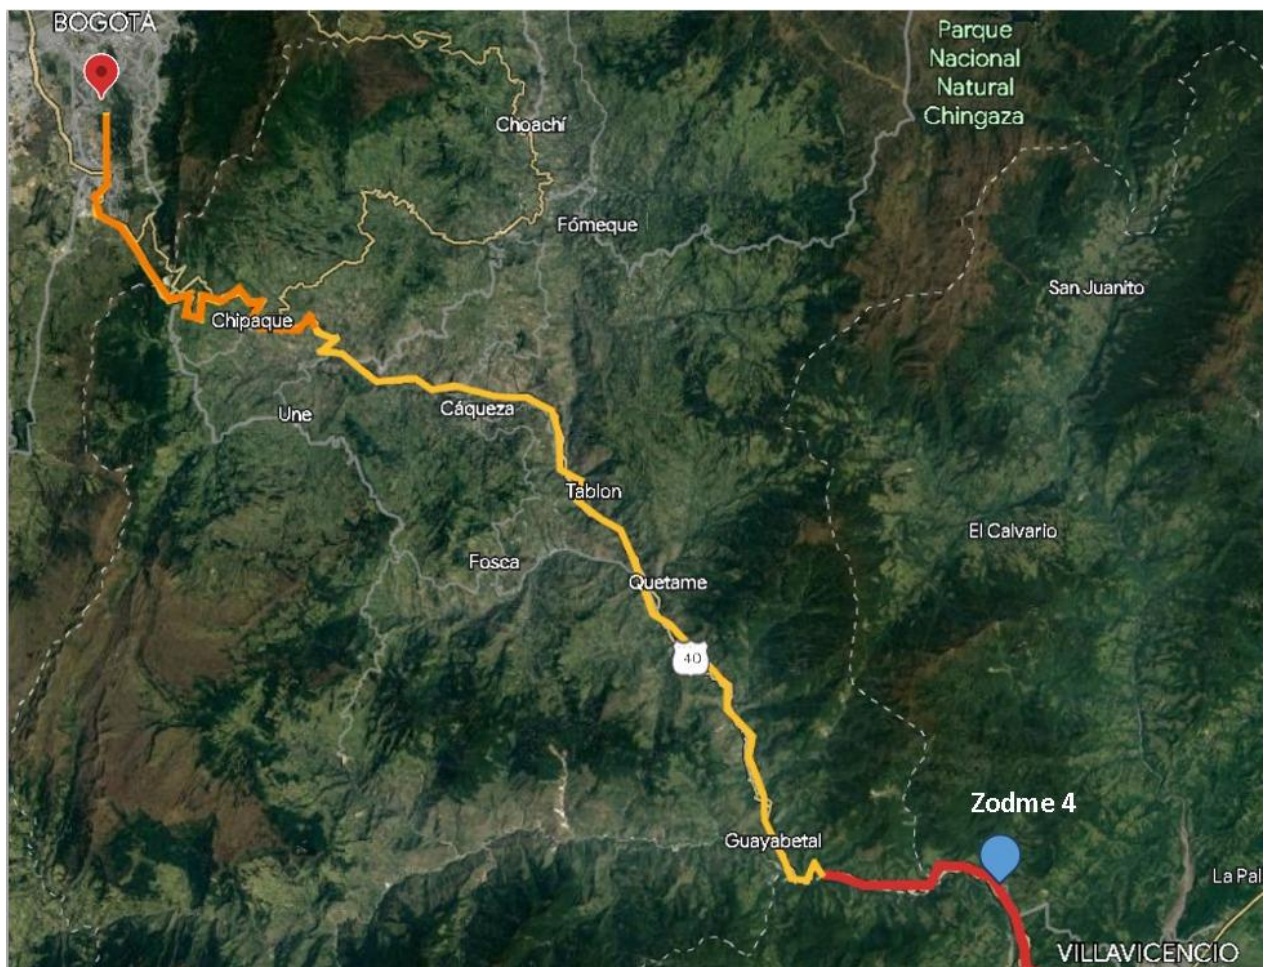 BOGOTÁ
Parque
Nacional
Natural
Chingaza
Choachí
Fómeque
San Juanito
Chipaque
Une
Cáqueza
Tablon
El Calvario
Fosca
Quetame
40
Zodme 4
Guayabetal
La Pal
VILLAVICENCIO